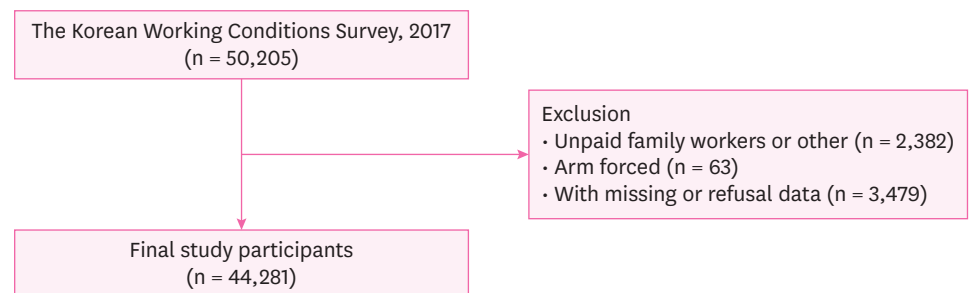 The Korean Working Conditions Survey, 2017
(n = 50,205)
Exclusion
· Unpaid family workers or other (n = 2,382)
· Arm forced (n = 63)
· With missing or refusal data (n = 3,479)
Final study participants
(n = 44,281)